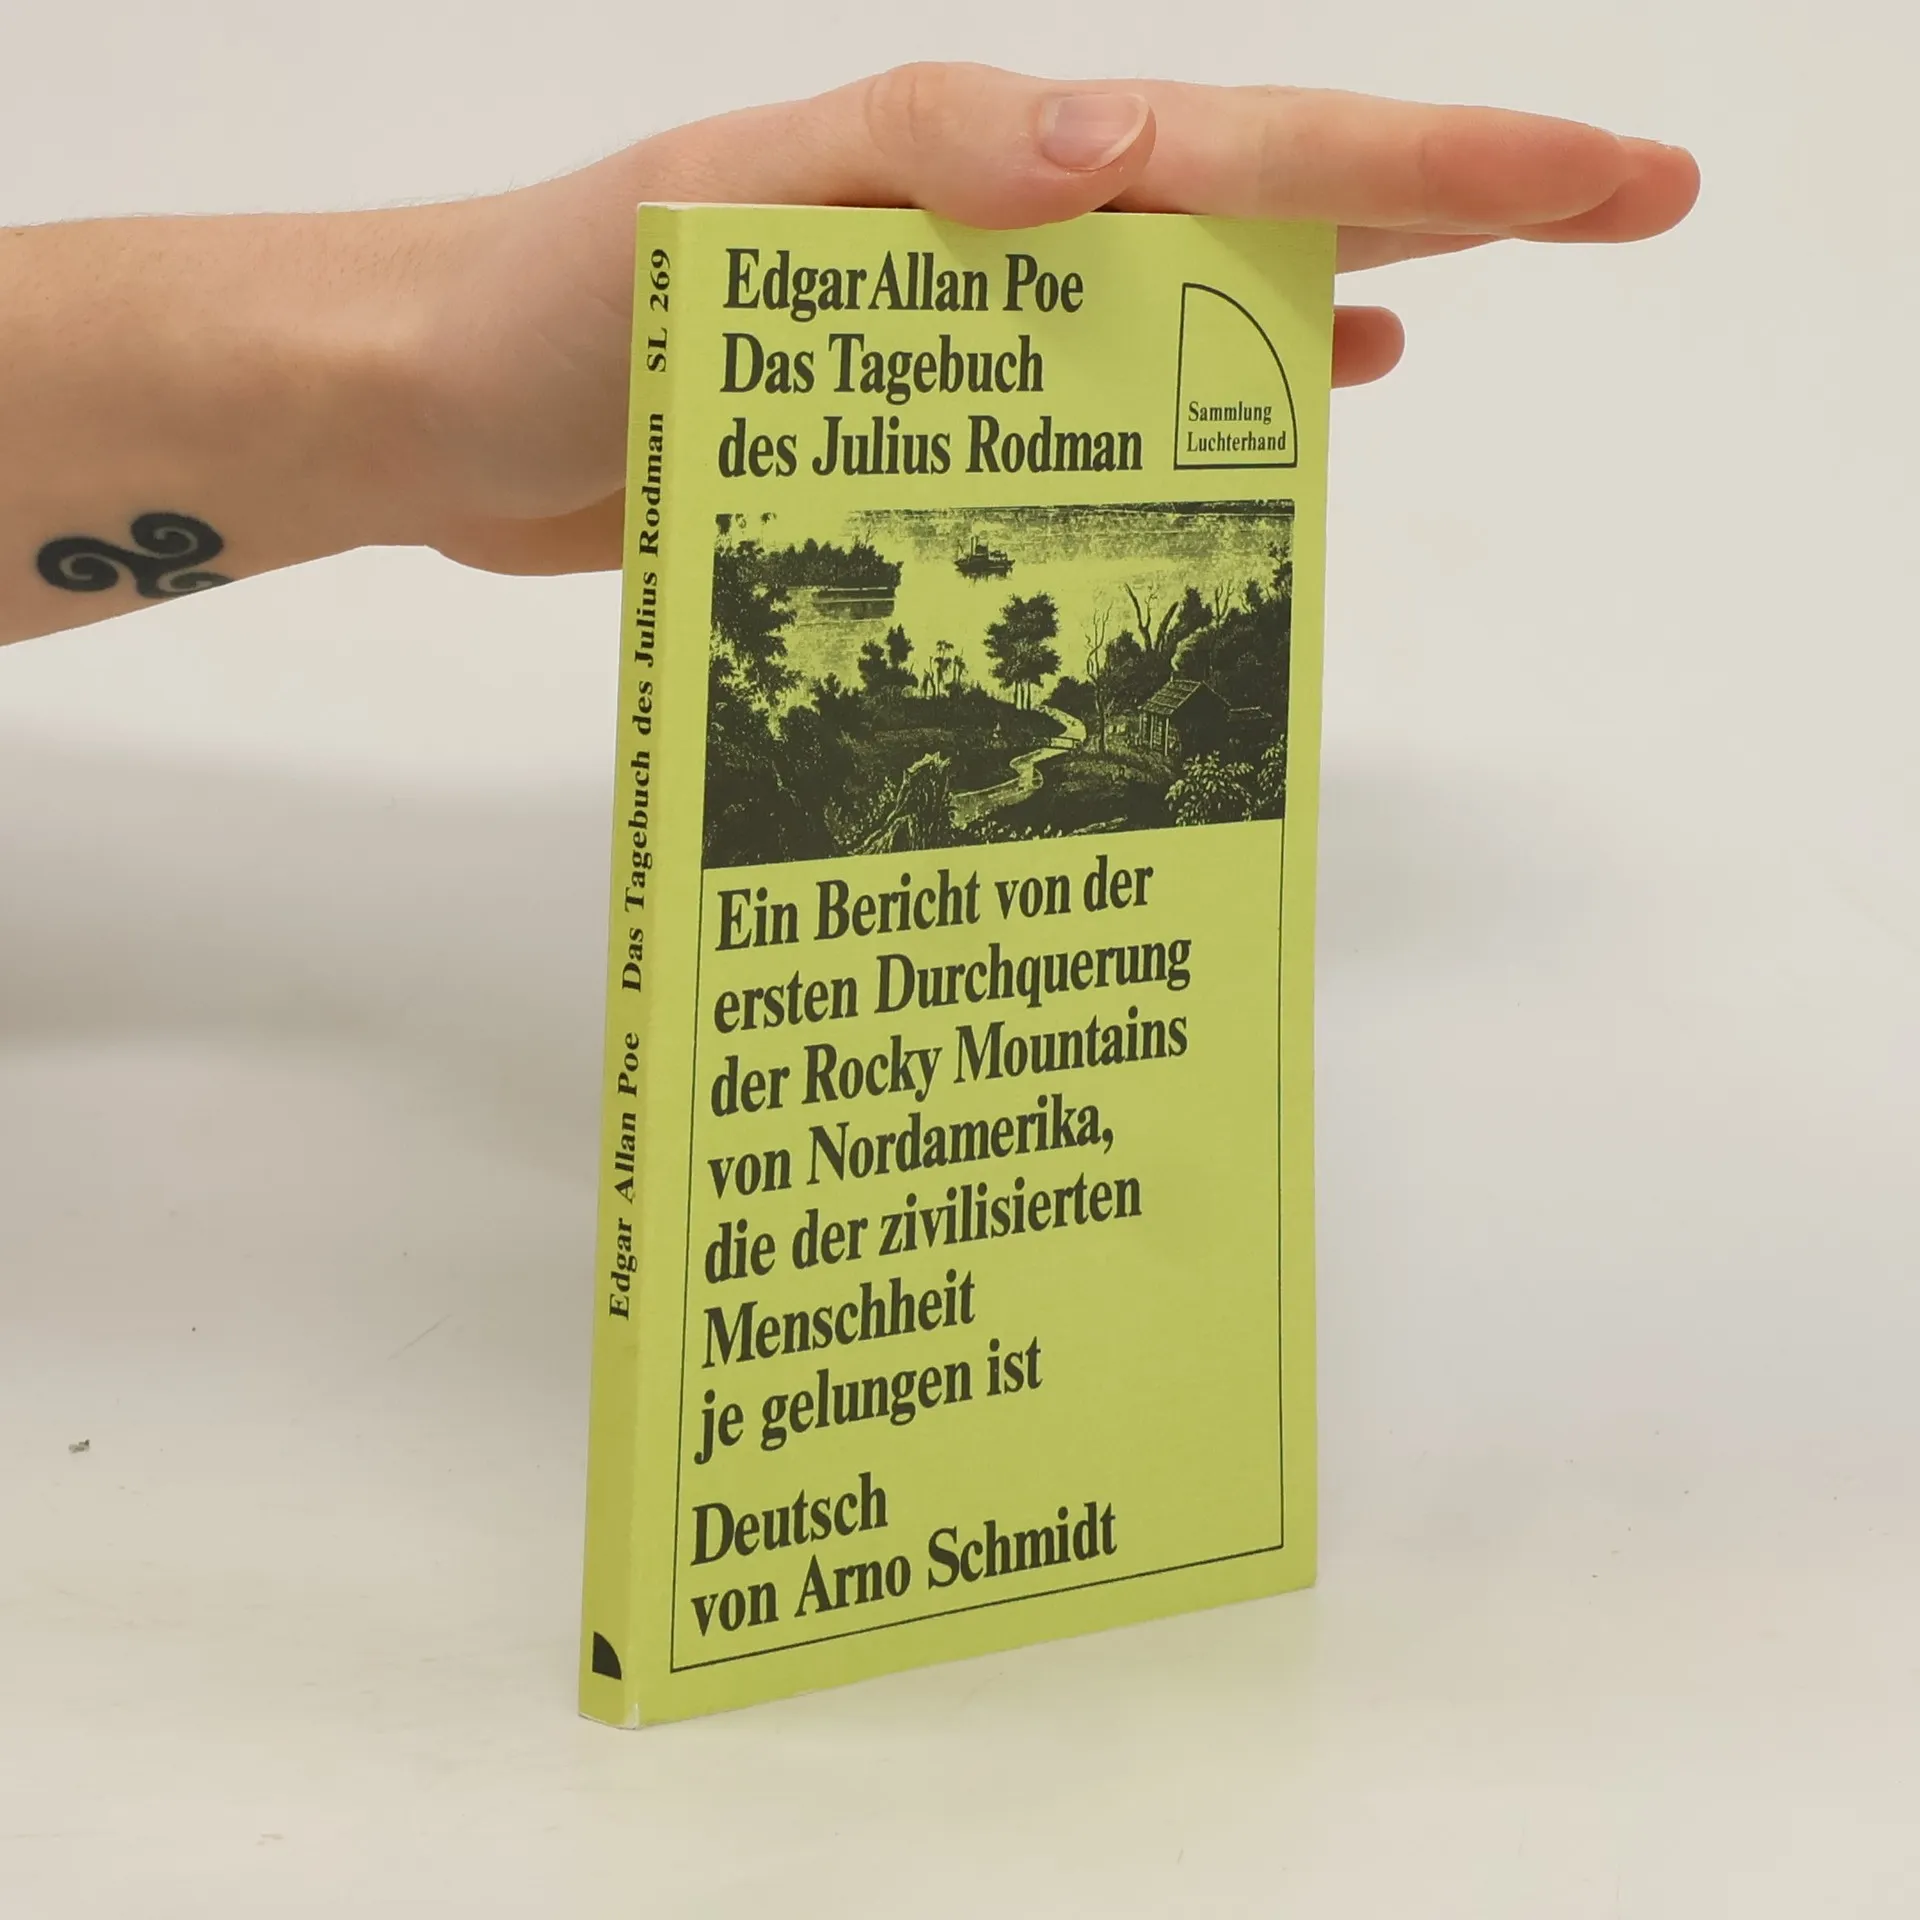 Edgar Allan Poe
Das Tagebuch
des Julius Rodman
Sammlung
Luchterhand
Ein Bericht von der
ersten Durchquerung
der Rocky Mountains
von Nordamerika,
die der zivilisierten
Menschheit
je gelungen ist
Deutsch
von Arno Schmidt
Edgar Allan Poe Das Tagebuch des Julius Rodman SL 269